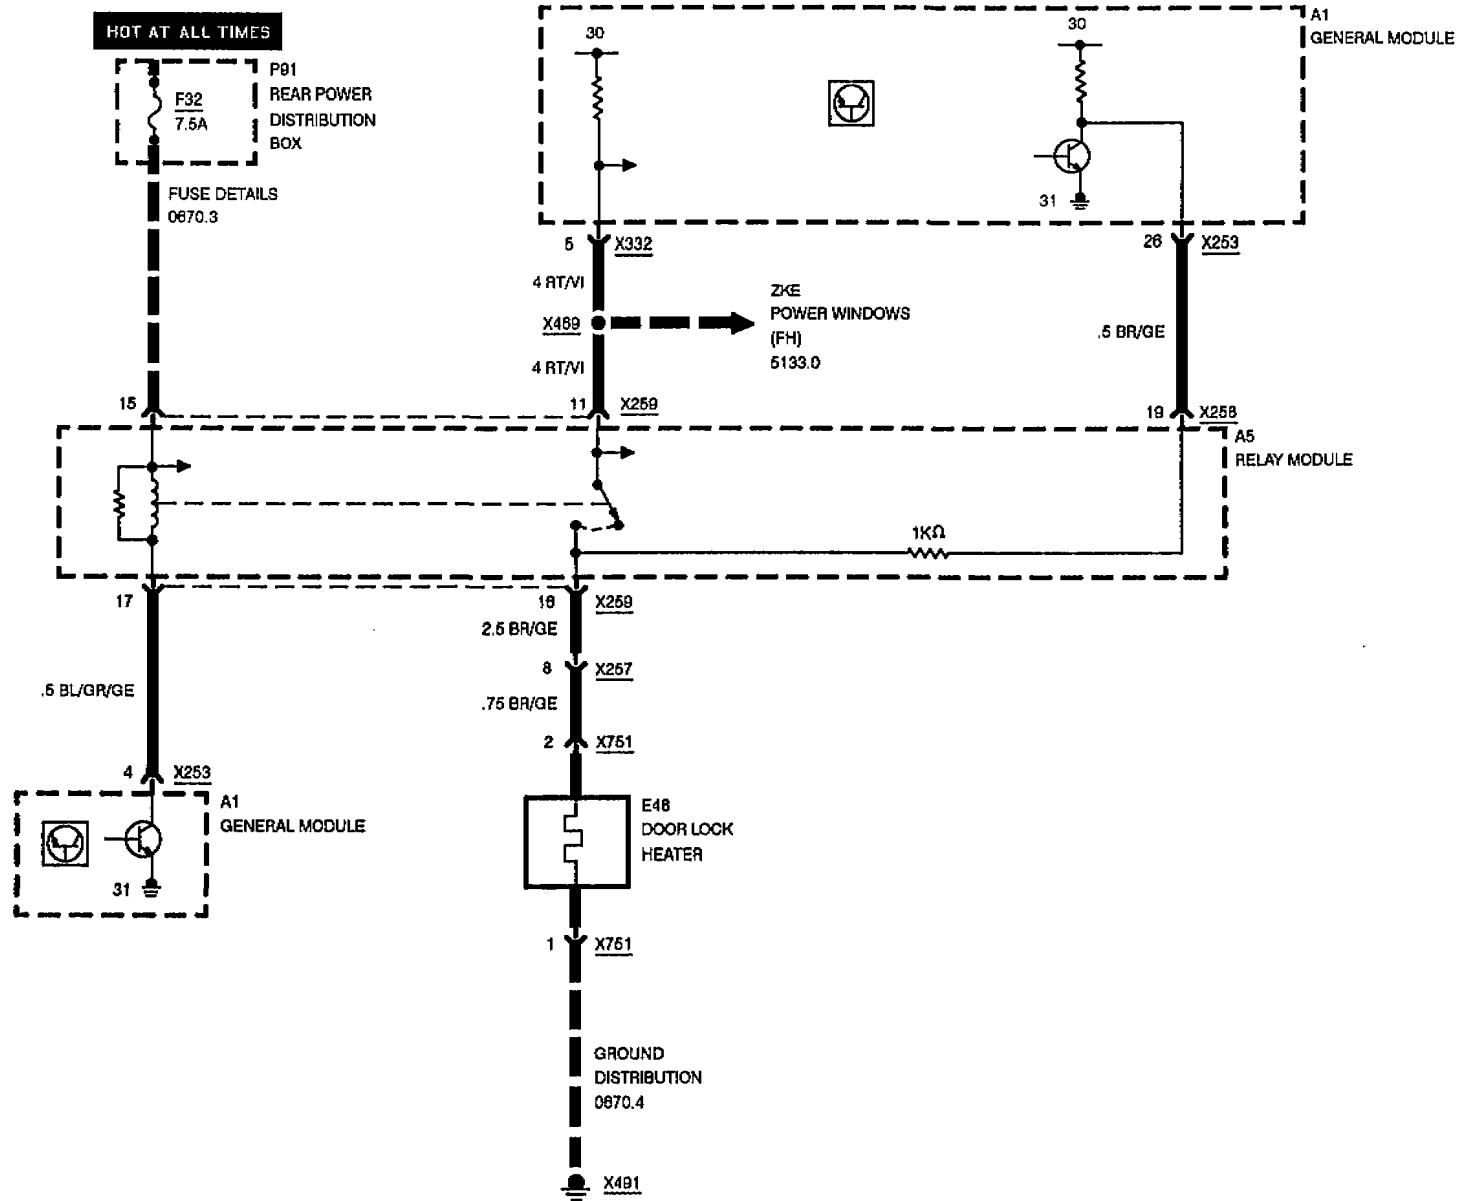 HOT AT ALL TIMES
P91
REAR POWER
DISTRIBUTION
BOX
F32
7.5A
FUSE DETAILS
0670.3
30
30
A1
GENERAL MODULE
31
5 X332
26 X253
4 RT/VI
X469
ZKE
POWER WINDOWS
(FH)
5133.0
.5 BR/GE
4 RT/VI
15
11 X259
19 X258
A5
RELAY MODULE
1KΩ
17
16 X259
2.5 BR/GE
8 X257
.5 BL/GR/GE
.75 BR/GE
2 X751
4 X253
A1
GENERAL MODULE
31
E46
DOOR LOCK
HEATER
1 X751
GROUND
DISTRIBUTION
0670.4
X491